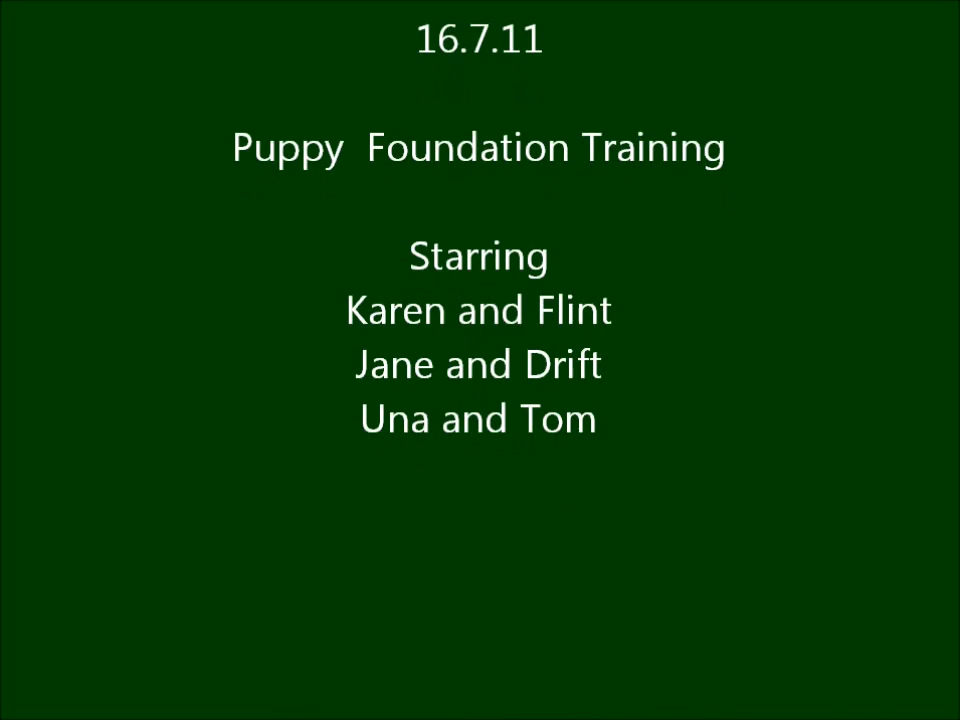 16.7.11
Puppy  Foundation Training
Starring
Karen and Flint
Jane and Drift
Una and Tom